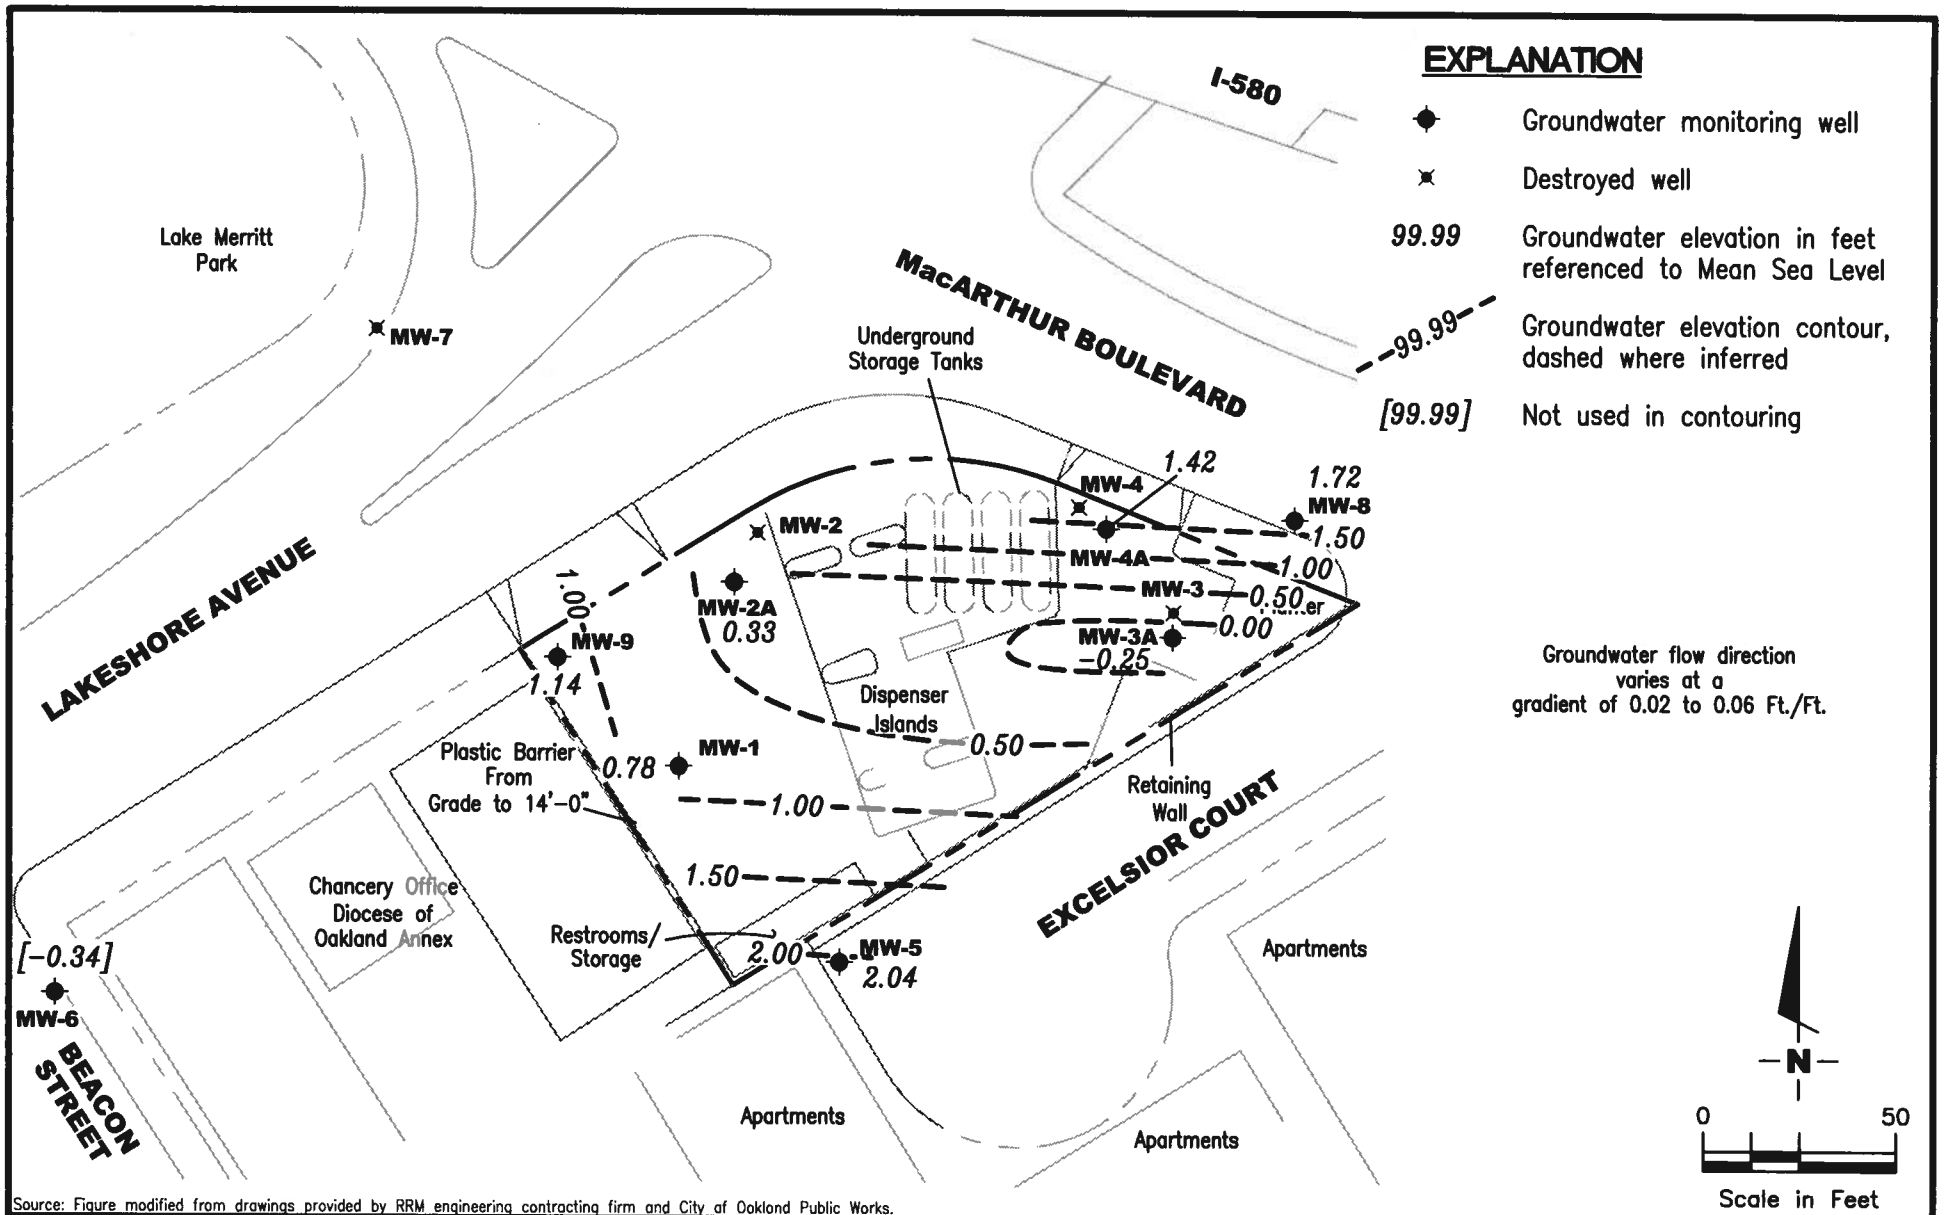 EXPLANATION
Groundwater monitoring well
Destroyed well
99.99 Groundwater elevation in feet
referenced to Mean Sea Level
99.99 Groundwater elevation contour,
dashed where inferred
[99.99] Not used in contouring
I-580
Lake Merritt
Park
MacARTHUR BOULEVARD
MW-7
Underground
Storage Tanks
LAKESHORE AVENUE
1.42
1.72
MW-4
MW-8
MW-2
1.50
MW-4A
1.00
MW-3
0.50
0.00
MW-2A
0.33
MW-3A
-0.25
1.00
MW-9
1.14
Dispenser
Islands
0.50
Groundwater flow direction
varies at a
gradient of 0.02 to 0.06 Ft./Ft.
Plastic Barrier
From
Grade to 14'-0"
0.78
MW-1
1.00
Retaining
Wall
EXCELSIOR COURT
1.50
Chancery Office
Diocese of
Oakland Annex
Restrooms/
Storage
2.00
MW-5
2.04
Apartments
[-0.34]
MW-6
BEACON
STREET
Apartments
Apartments
N
0 50
Scale in Feet
Source: Figure modified from drawings provided by RRM engineering contracting firm and City of Oakland Public Works.